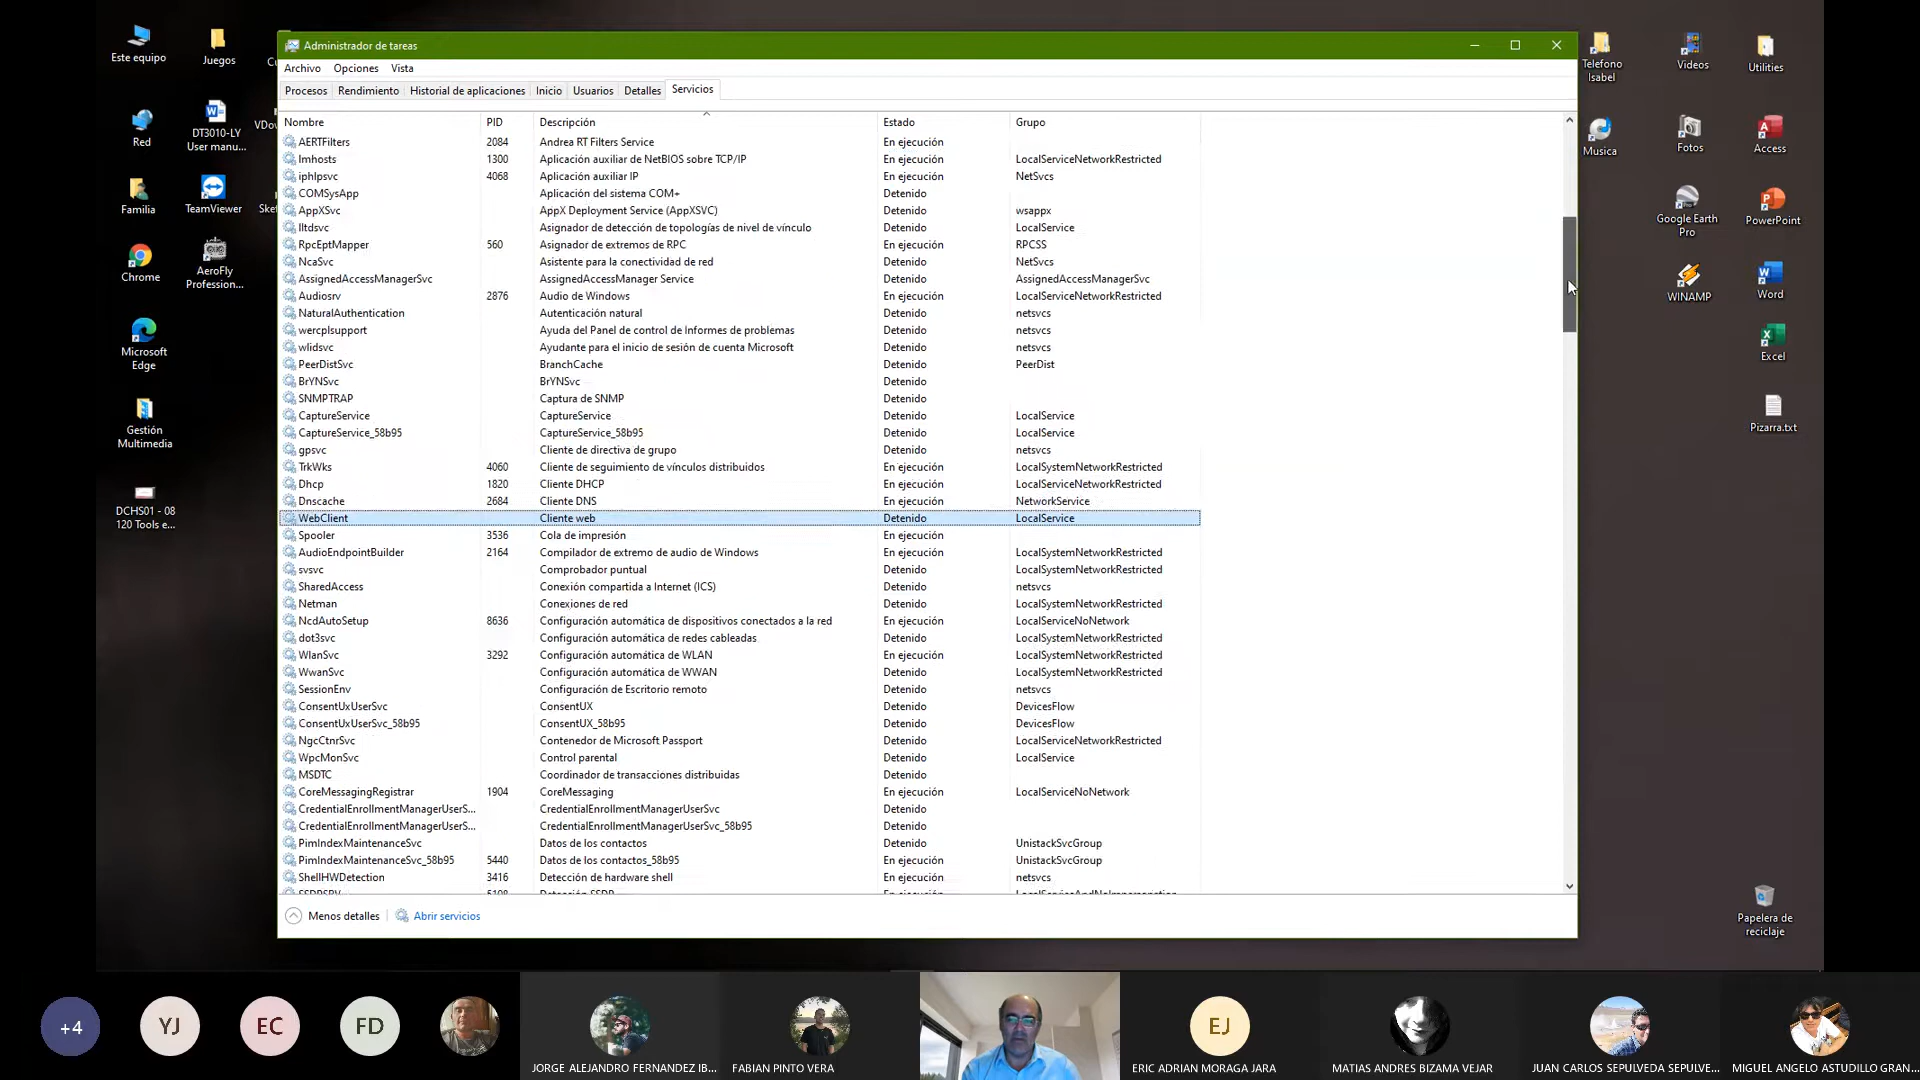 Administrador de tareas
Archivo Opciones Vista
Procesos Rendimiento Historial de aplicaciones Inicio Usuarios Detalles Servicios
Nombre PID Descripción Estado Grupo
AERTFilters 2084 Andrea RT Filters Service En ejecución
lmhosts 1300 Aplicación auxiliar de NetBIOS sobre TCP/IP En ejecución LocalServiceNetworkRestricted
iphlpsvc 4068 Aplicación auxiliar IP En ejecución NetSvcs
COMSysApp Aplicación del sistema COM+ Detenido
AppXSvc AppX Deployment Service (AppXSVC) Detenido wsappx
lltdsvc Asignador de detección de topologías de nivel de vínculo Detenido LocalService
RpcEptMapper 560 Asignador de extremos de RPC En ejecución RPCSS
NcaSvc Asistente para la conectividad de red Detenido NetSvcs
AssignedAccessManagerSvc AssignedAccessManager Service Detenido AssignedAccessManagerSvc
Audiosrv 2876 Audio de Windows En ejecución LocalServiceNetworkRestricted
NaturalAuthentication Autenticación natural Detenido netsvcs
wercplsupport Ayuda del Panel de control de Informes de problemas Detenido netsvcs
wlidsvc Ayudante para el inicio de sesión de cuenta Microsoft Detenido netsvcs
PeerDistSvc BranchCache Detenido PeerDist
BrYNSvc BrYNSvc Detenido
SNMPTRAP Captura de SNMP Detenido
CaptureService CaptureService Detenido LocalService
CaptureService_58b95 CaptureService_58b95 Detenido LocalService
gpsvc Cliente de directiva de grupo Detenido netsvcs
TrkWks 4060 Cliente de seguimiento de vínculos distribuidos En ejecución LocalSystemNetworkRestricted
Dhcp 1820 Cliente DHCP En ejecución LocalServiceNetworkRestricted
Dnscache 2684 Cliente DNS En ejecución NetworkService
WebClient Cliente web Detenido LocalService
Spooler 3536 Cola de impresión En ejecución
AudioEndpointBuilder 2164 Compilador de extremo de audio de Windows En ejecución LocalSystemNetworkRestricted
svsvc Comprobador puntual Detenido LocalSystemNetworkRestricted
SharedAccess Conexión compartida a Internet (ICS) Detenido netsvcs
Netman Conexiones de red Detenido LocalSystemNetworkRestricted
NcdAutoSetup 8636 Configuración automática de dispositivos conectados a la red En ejecución LocalServiceNoNetwork
dot3svc Configuración automática de redes cableadas Detenido LocalSystemNetworkRestricted
WlanSvc 3292 Configuración automática de WLAN En ejecución LocalSystemNetworkRestricted
WwanSvc Configuración automática de WWAN Detenido LocalSystemNetworkRestricted
SessionEnv Configuración de Escritorio remoto Detenido netsvcs
ConsentUxUserSvc ConsentUX Detenido DevicesFlow
ConsentUxUserSvc_58b95 ConsentUX_58b95 Detenido DevicesFlow
NgcCtnrSvc Contenedor de Microsoft Passport Detenido LocalServiceNetworkRestricted
WpcMonSvc Control parental Detenido LocalService
MSDTC Coordinador de transacciones distribuidas Detenido
CoreMessagingRegistrar 1904 CoreMessaging En ejecución LocalServiceNoNetwork
CredentialEnrollmentManagerUserS... CredentialEnrollmentManagerUserSvc Detenido
CredentialEnrollmentManagerUserS... CredentialEnrollmentManagerUserSvc_58b95 Detenido
PimIndexMaintenanceSvc Datos de los contactos Detenido UnistackSvcGroup
PimIndexMaintenanceSvc_58b95 5440 Datos de los contactos_58b95 En ejecución UnistackSvcGroup
ShellHWDetection 3416 Detección de hardware shell En ejecución netsvcs
Menos detalles Abrir servicios
Este equipo
Juegos
Red
DT3010-LY
User manu...
VDow
Familia
TeamViewer
Sket
Chrome
AeroFly
Profession...
Microsoft
Edge
Gestión
Multimedia
DCHS01 - 08
120 Tools e...
Telefono
Isabel
Videos
Utilities
Musica
Fotos
Access
Google Earth
Pro
PowerPoint
WINAMP
Word
Excel
Pizarra.txt
Papelera de
reciclaje
+4
YJ
EC
FD
EJ
JORGE ALEJANDRO FERNANDEZ IB...
FABIAN PINTO VERA
ERIC ADRIAN MORAGA JARA
MATIAS ANDRES BIZAMA VEJAR
JUAN CARLOS SEPULVEDA SEPULVE...
MIGUEL ANGELO ASTUDILLO GRAN...